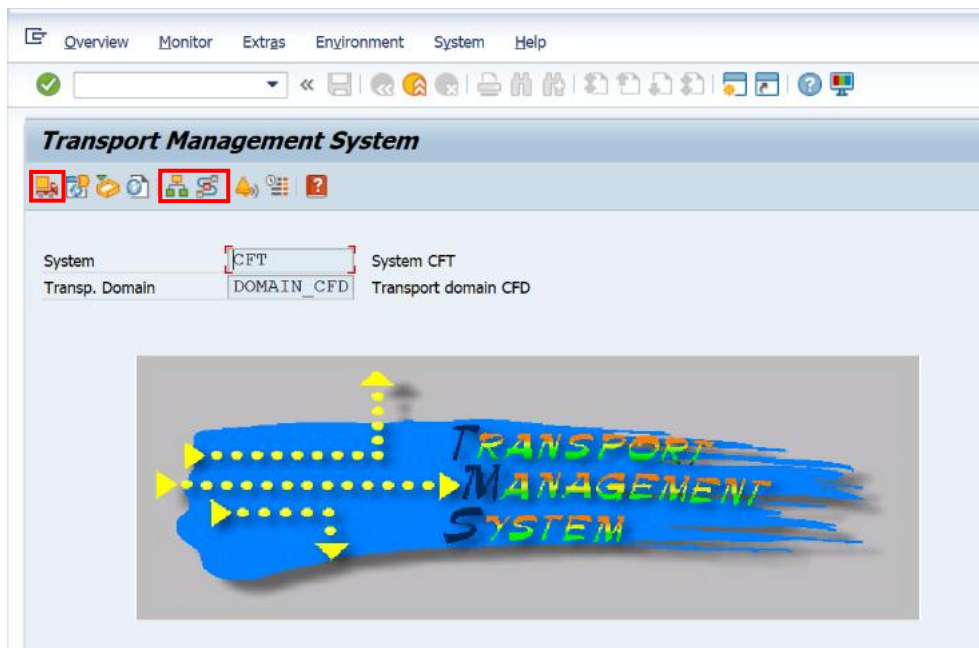 Overview Monitor Extras Environment System Help
Transport Management System
System CFT System CFT
Transp. Domain DOMAIN_CFD Transport domain CFD
TRANSPORT
MANAGEMENT
SYSTEM